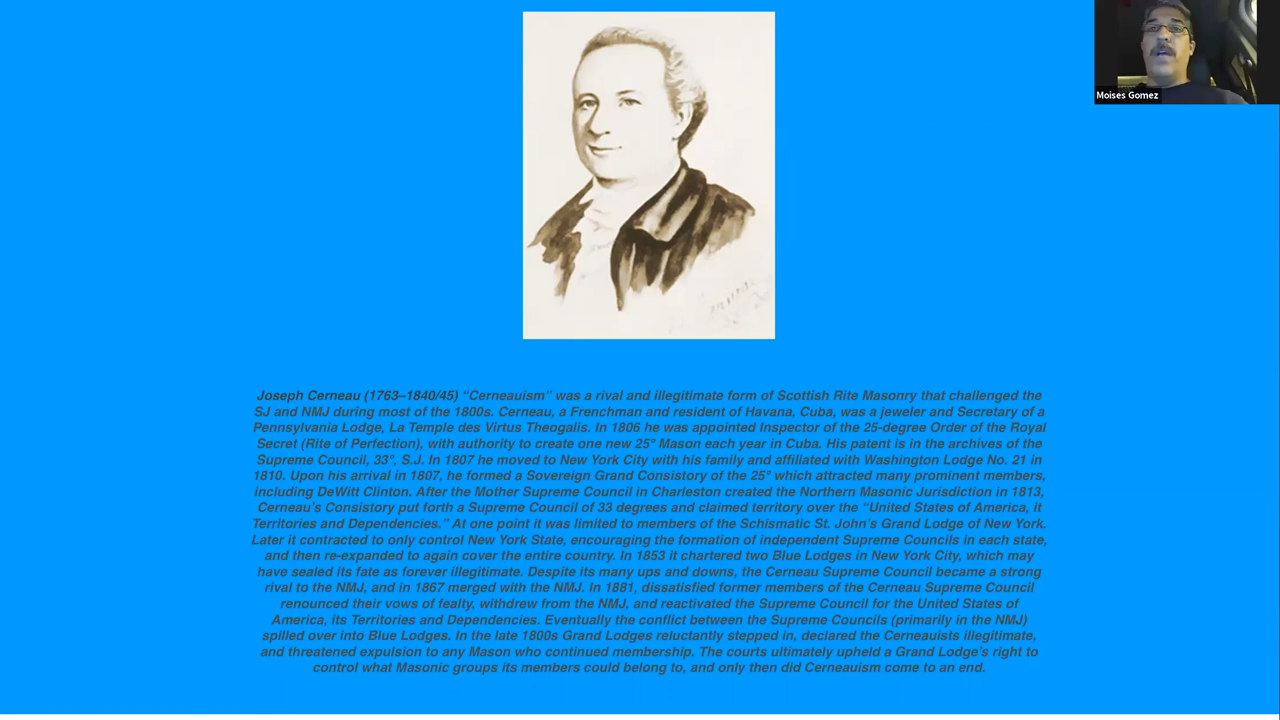 Moises Gomez
Joseph Cerneau (1763–1840/45) “Cerneauism” was a rival and illegitimate form of Scottish Rite Masonry that challenged the
SJ and NMJ during most of the 1800s. Cerneau, a Frenchman and resident of Havana, Cuba, was a jeweler and Secretary of a
Pennsylvania Lodge, La Temple des Virtus Theogalis. In 1806 he was appointed Inspector of the 25-degree Order of the Royal
Secret (Rite of Perfection), with authority to create one new 25° Mason each year in Cuba. His patent is in the archives of the
Supreme Council, 33°, S.J. In 1807 he moved to New York City with his family and affiliated with Washington Lodge No. 21 in
1810. Upon his arrival in 1807, he formed a Sovereign Grand Consistory of the 25° which attracted many prominent members,
including DeWitt Clinton. After the Mother Supreme Council in Charleston created the Northern Masonic Jurisdiction in 1813,
Cerneau’s Consistory put forth a Supreme Council of 33 degrees and claimed territory over the “United States of America, it
Territories and Dependencies.” At one point it was limited to members of the Schismatic St. John’s Grand Lodge of New York.
Later it contracted to only control New York State, encouraging the formation of independent Supreme Councils in each state,
and then re-expanded to again cover the entire country. In 1853 it chartered two Blue Lodges in New York City, which may
have sealed its fate as forever illegitimate. Despite its many ups and downs, the Cerneau Supreme Council became a strong
rival to the NMJ, and in 1867 merged with the NMJ. In 1881, dissatisfied former members of the Cerneau Supreme Council
renounced their vows of fealty, withdrew from the NMJ, and reactivated the Supreme Council for the United States of
America, its Territories and Dependencies. Eventually the conflict between the Supreme Councils (primarily in the NMJ)
spilled over into Blue Lodges. In the late 1800s Grand Lodges reluctantly stepped in, declared the Cerneauists illegitimate,
and threatened expulsion to any Mason who continued membership. The courts ultimately upheld a Grand Lodge’s right to
control what Masonic groups its members could belong to, and only then did Cerneauism come to an end.